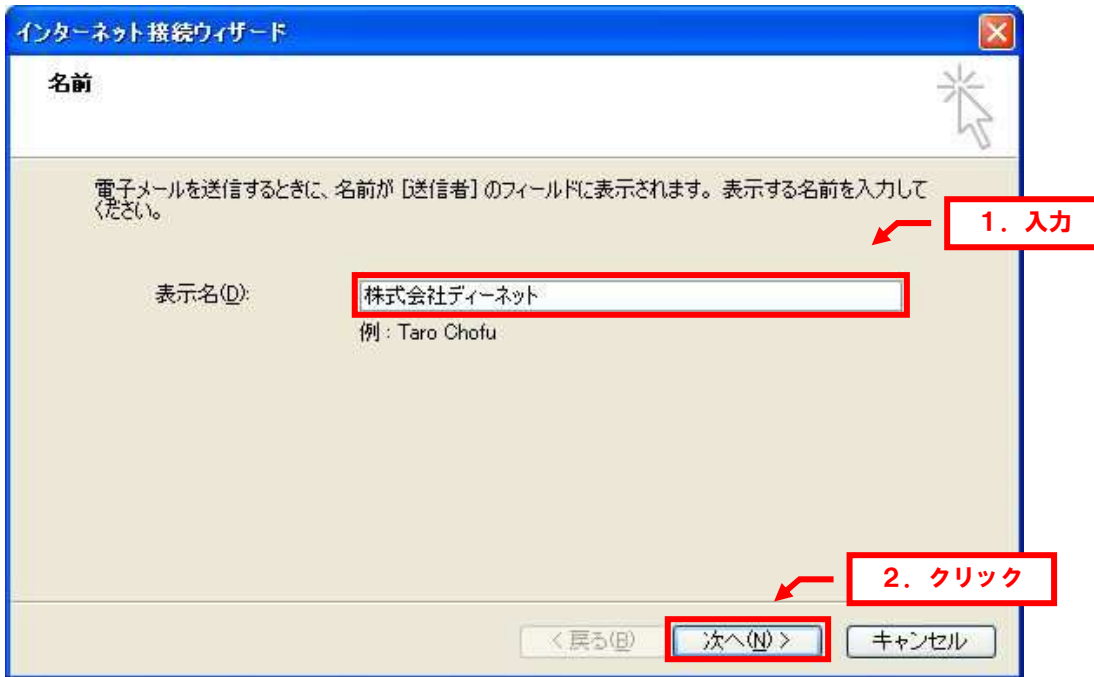 インターネット接続ウィザード
名前
電子メールを送信するときに、名前が [送信者] のフィールドに表示されます。表示する名前を入力して
ください。
1. 入力
表示名(D):
株式会社ディーネット
例 : Taro Chofu
2. クリック
< 戻る(B)
次へ(N) >
キャンセル